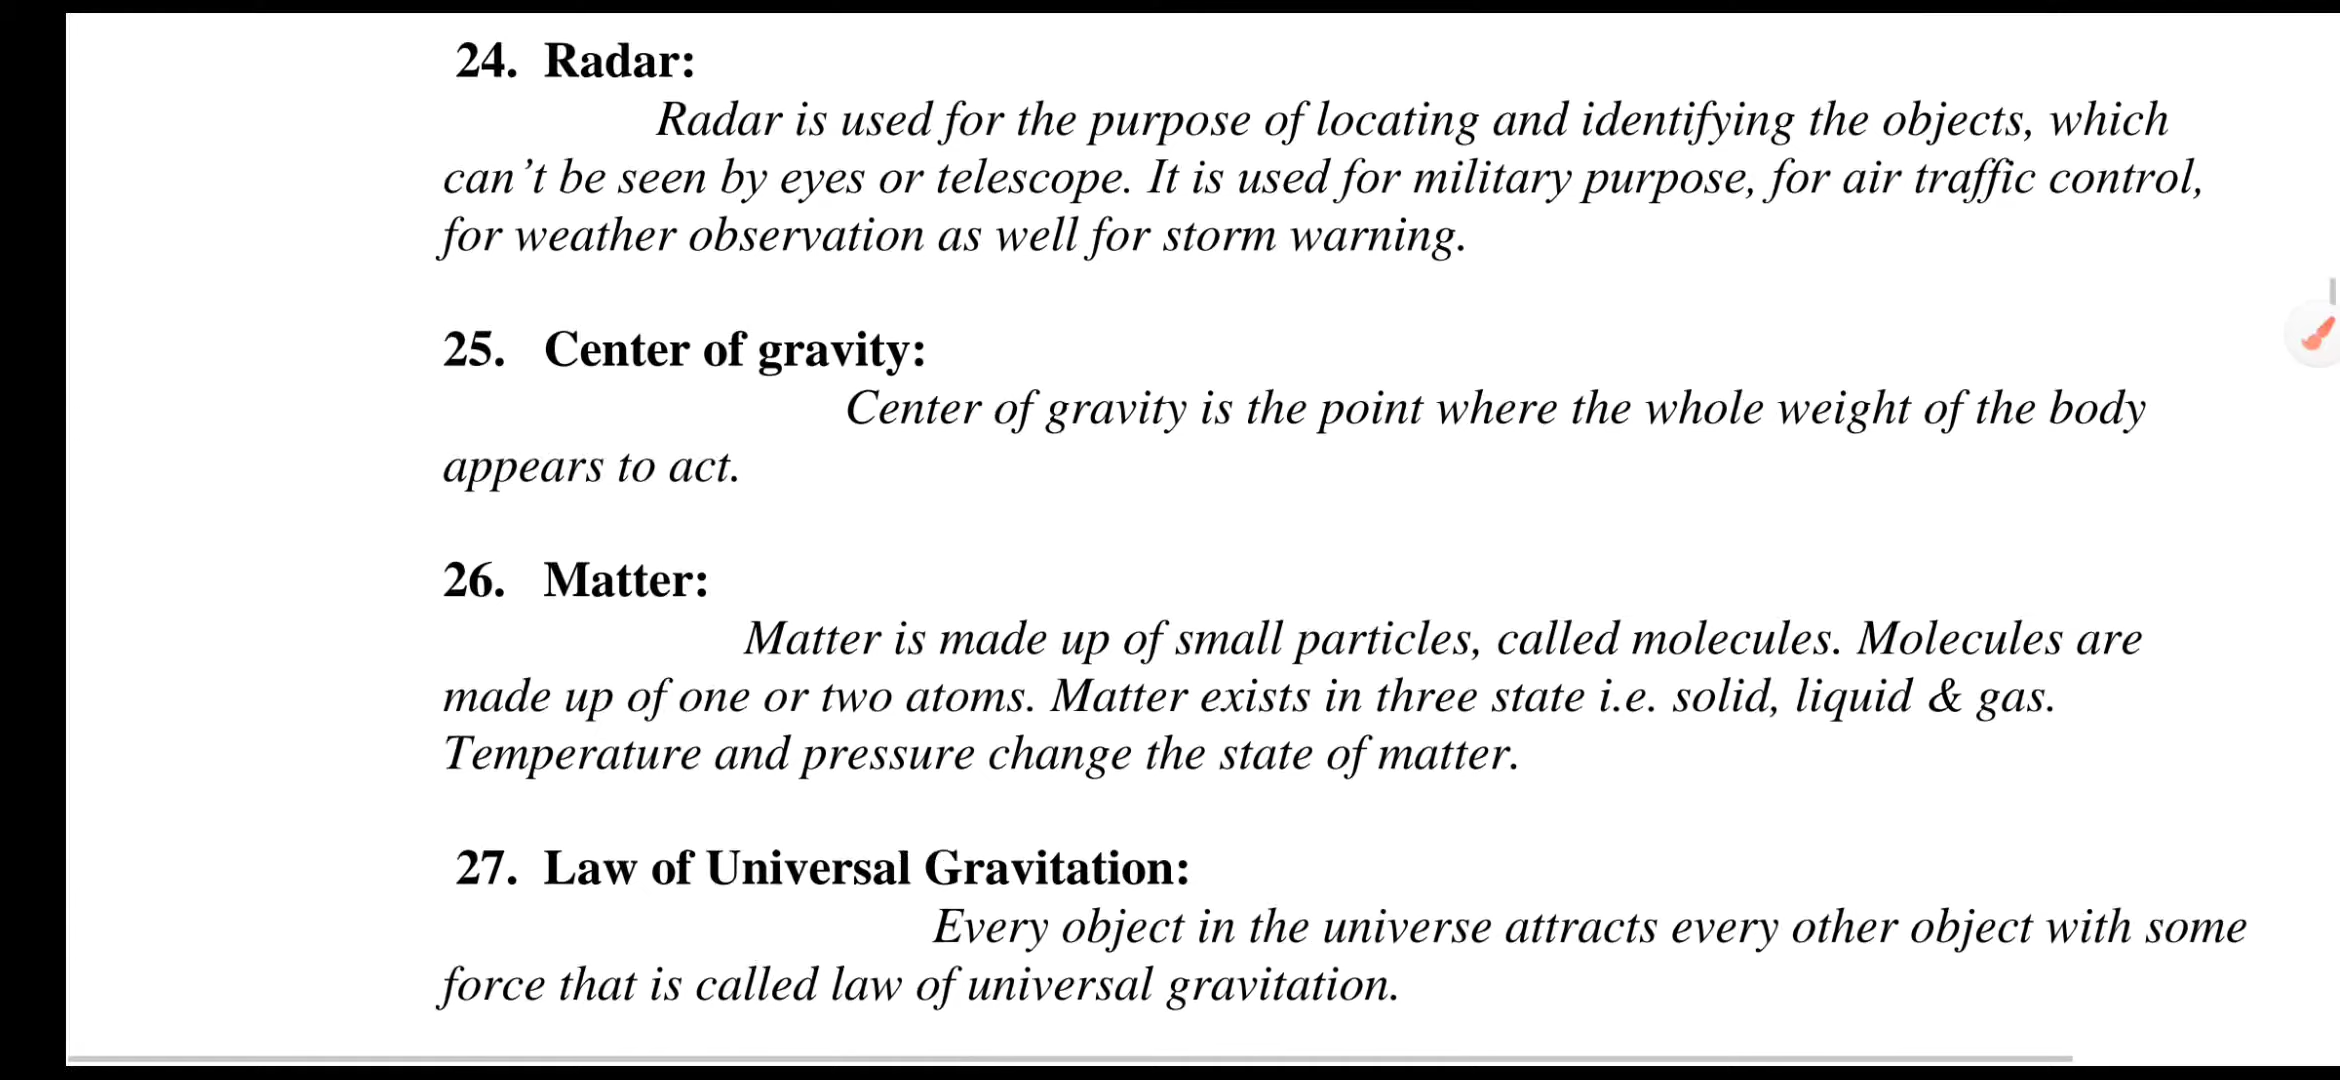 24. Radar:
Radar is used for the purpose of locating and identifying the objects, which
can’t be seen by eyes or telescope. It is used for military purpose, for air traffic control,
for weather observation as well for storm warning.
25. Center of gravity:
Center of gravity is the point where the whole weight of the body
appears to act.
26. Matter:
Matter is made up of small particles, called molecules. Molecules are
made up of one or two atoms. Matter exists in three state i.e. solid, liquid & gas.
Temperature and pressure change the state of matter.
27. Law of Universal Gravitation:
Every object in the universe attracts every other object with some
force that is called law of universal gravitation.